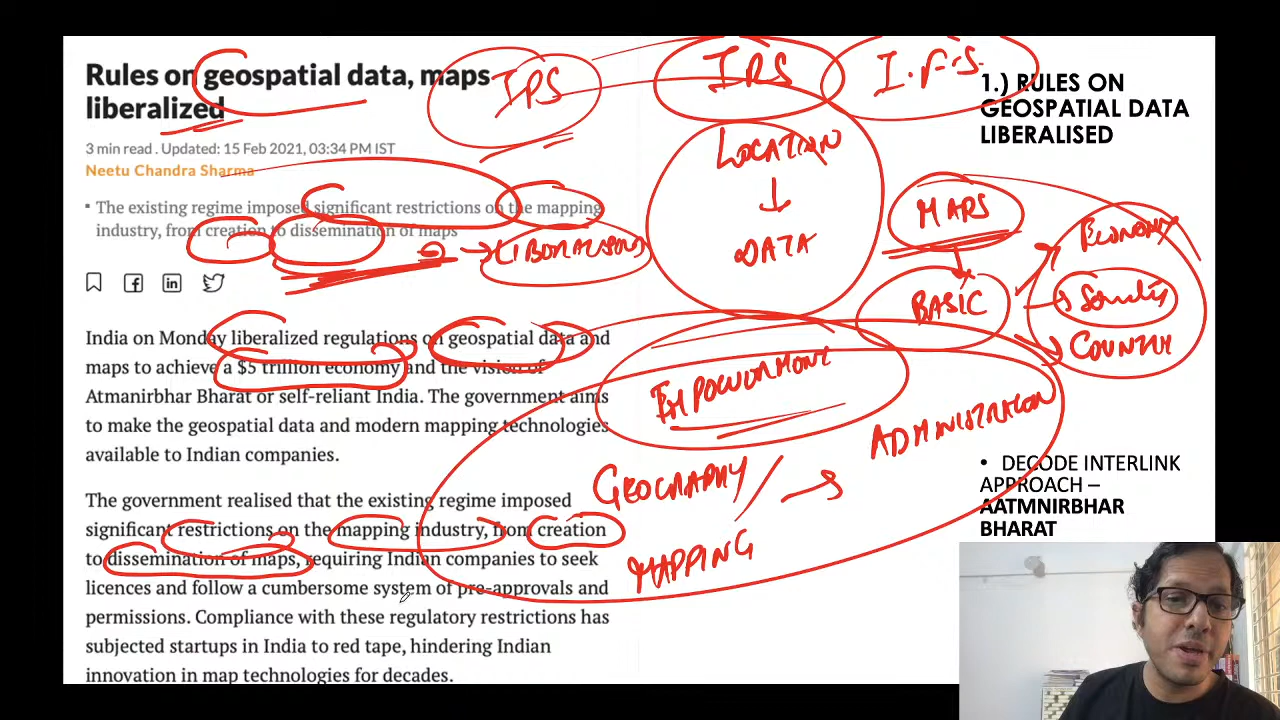 Rules on geospatial data, maps
liberalized
3 min read . Updated: 15 Feb 2021, 03:34 PM IST
Neetu Chandra Sharma
The existing regime imposed significant restrictions on the mapping
industry, from creation to dissemination of maps
India on Monday liberalized regulations on geospatial data and
maps to achieve a $5 trillion economy and the vision of
Atmanirbhar Bharat or self-reliant India. The government aims
to make the geospatial data and modern mapping technologies
available to Indian companies.
The government realised that the existing regime imposed
significant restrictions on the mapping industry, from creation
to dissemination of maps, requiring Indian companies to seek
licences and follow a cumbersome system of pre-approvals and
permissions. Compliance with these regulatory restrictions has
subjected startups in India to red tape, hindering Indian
innovation in map technologies for decades.
IPS
I.F.S.
LOCATION
DATA
MAPS
BASIC
ECONOMY
EMPOWERMENT
GEOGRAPHY /
MAPPING
ADMINISTRATION
1.) RULES ON
GEOSPATIAL DATA
LIBERALISED
• DECODE INTERLINK
APPROACH –
AATMNIRBHAR
BHARAT